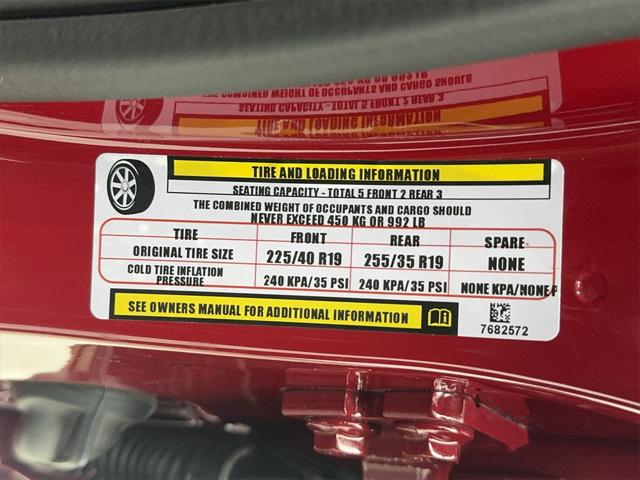 TIRE AND LOADING INFORMATION
SEATING CAPACITY - TOTAL 5 FRONT 2 REAR 3
THE COMBINED WEIGHT OF OCCUPANTS AND CARGO SHOULD
NEVER EXCEED 450 KG OR 992 LB
TIRE FRONT REAR SPARE
ORIGINAL TIRE SIZE 225/40 R19 255/35 R19 NONE
COLD TIRE INFLATION
PRESSURE 240 KPA/35 PSI 240 KPA/35 PSI NONE KPA/NONE P
SEE OWNERS MANUAL FOR ADDITIONAL INFORMATION
7682572